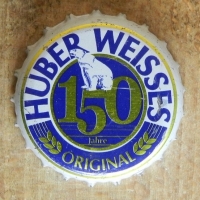 HUBER WEISSES
150
Jahre
ORIGINAL